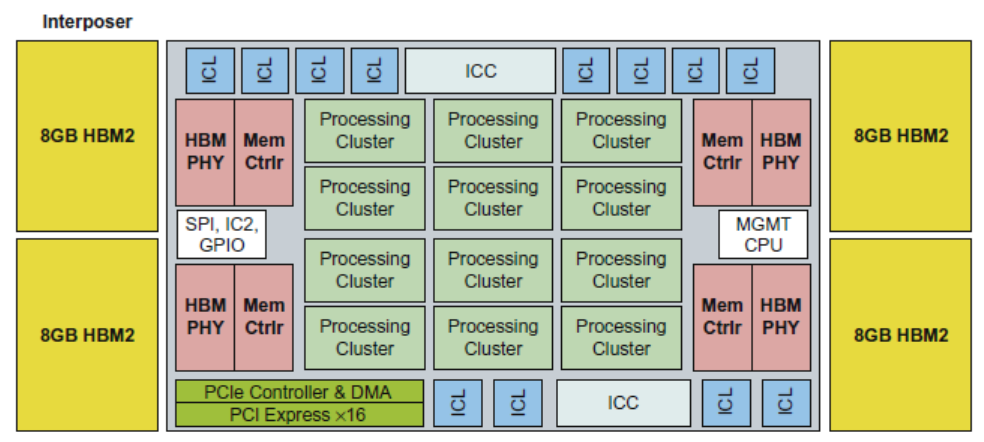 Interposer
ICL
ICL
ICL
ICL
ICC
ICL
ICL
ICL
ICL
8GB HBM2
HBM
PHY
Mem
Ctrlr
Processing
Cluster
Processing
Cluster
Processing
Cluster
Mem
Ctrlr
HBM
PHY
8GB HBM2
Processing
Cluster
Processing
Cluster
Processing
Cluster
SPI, IC2,
GPIO
MGMT
CPU
8GB HBM2
HBM
PHY
Mem
Ctrlr
Processing
Cluster
Processing
Cluster
Processing
Cluster
Mem
Ctrlr
HBM
PHY
8GB HBM2
Processing
Cluster
Processing
Cluster
Processing
Cluster
PCIe Controller & DMA
PCI Express ×16
ICL
ICL
ICC
ICL
ICL